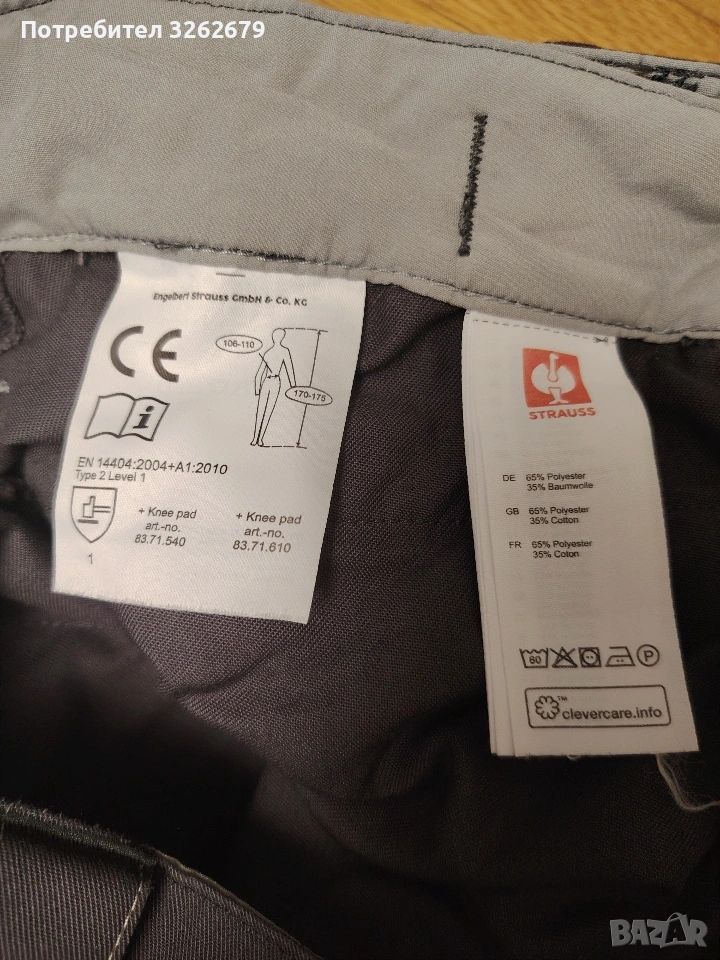 Потребител 3262679
Engelbert Strauss GmbH & Co. KG
CE
106-110
170-175
i
EN 14404:2004+A1:2010
Type 2 Level 1
+ Knee pad
art.-no.
83.71.540
+ Knee pad
art.-no.
83.71.610
1
STRAUSS
DE 65% Polyester
35% Baumwolle
GB 65% Polyester
35% Cotton
FR 65% Polyester
35% Coton
60
P
™
clevercare.info
BAZAR